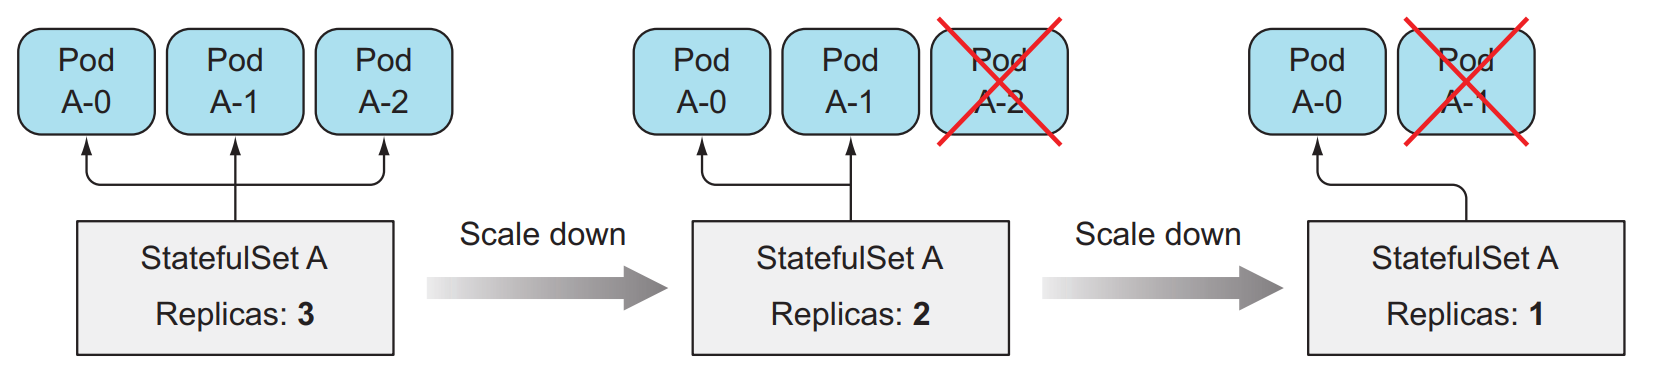 Pod
A-0
Pod
A-1
Pod
A-2
StatefulSet A
Replicas: 3
Scale down
Pod
A-0
Pod
A-1
Pod
A-2
StatefulSet A
Replicas: 2
Scale down
Pod
A-0
Pod
A-1
StatefulSet A
Replicas: 1